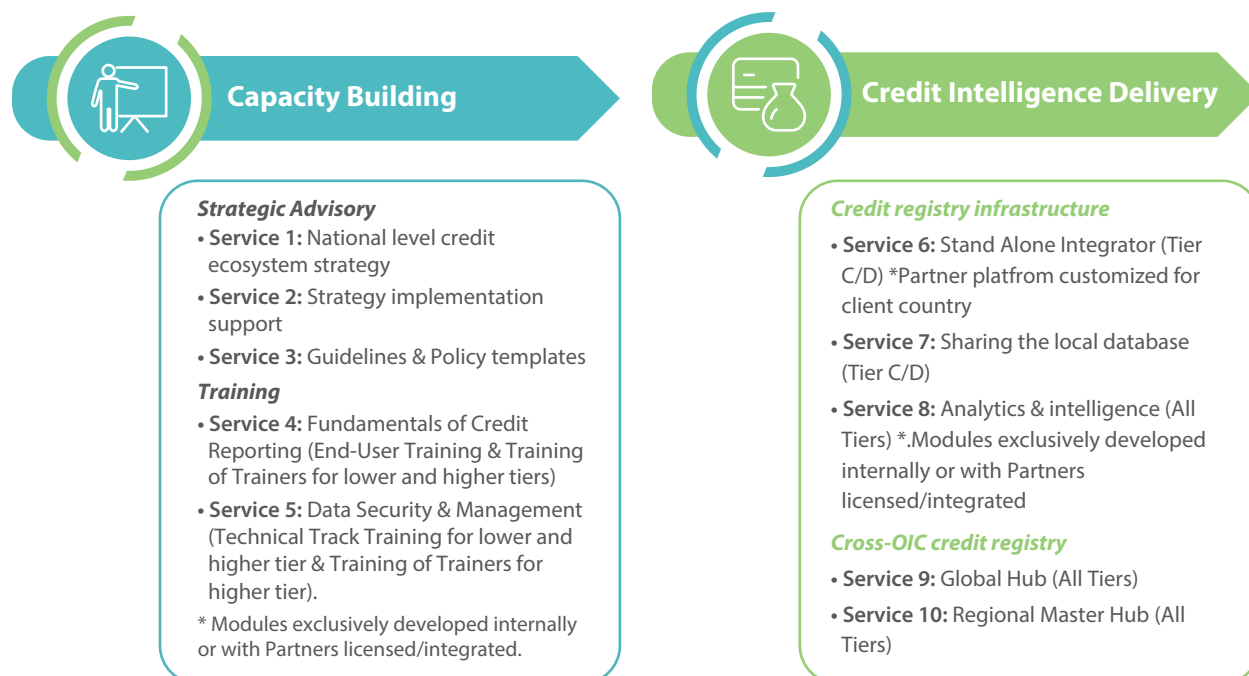 Capacity Building
Strategic Advisory
• Service 1: National level credit
ecosystem strategy
• Service 2: Strategy implementation
support
• Service 3: Guidelines & Policy templates
Training
• Service 4: Fundamentals of Credit
Reporting (End-User Training & Training
of Trainers for lower and higher tiers)
• Service 5: Data Security & Management
(Technical Track Training for lower and
higher tier & Training of Trainers for
higher tier).
* Modules exclusively developed internally
or with Partners licensed/integrated.
Credit Intelligence Delivery
Credit registry infrastructure
• Service 6: Stand Alone Integrator (Tier
C/D) *Partner platfrom customized for
client country
• Service 7: Sharing the local database
(Tier C/D)
• Service 8: Analytics & intelligence (All
Tiers) *.Modules exclusively developed
internally or with Partners
licensed/integrated
Cross-OIC credit registry
• Service 9: Global Hub (All Tiers)
• Service 10: Regional Master Hub (All
Tiers)